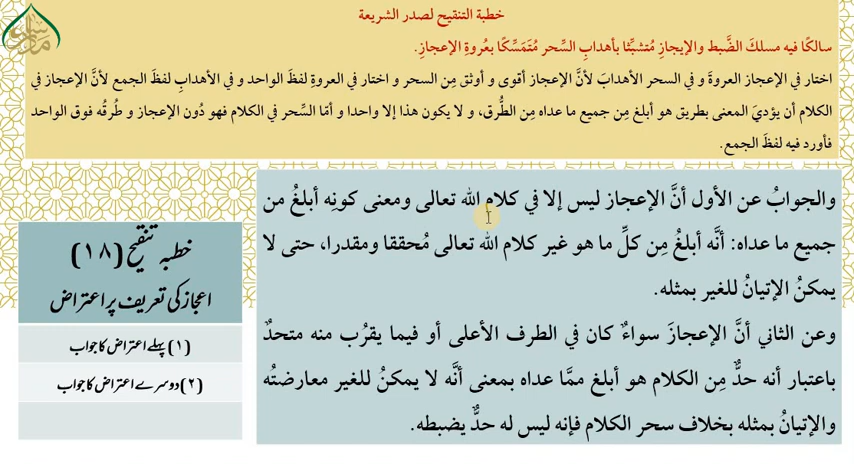 خطبة التنقيح لصدر الشريعة
سالكًا فيه مسلكَ الضَّبط والإيجازِ مُتشبِّثا بأهدابِ السِّحر مُتَمَسِّكًا بعُروةِ الإعجازِ.
اختار في الإعجاز العروةَ و في السحر الأهدابَ لأنَّ الإعجاز أقوى و أوثق مِن السحر و اختار في العروةِ لفظَ الواحد و في الأهدابِ لفظَ الجمع لأنَّ الإعجاز في
الكلام أن يؤديَ المعنى بطريق هو أبلغ مِن جميع ما عداه مِن الطُّرق، و لا يكون هذا إلا واحدا و أمّا السِّحر في الكلام فهو دُون الإعجاز و طُرقُه فوق الواحد
فأورد فيه لفظَ الجمع.
والجوابُ عن الأول أنَّ الإعجاز ليس إلا في كلام الله تعالى ومعنى كونِه أبلغُ من
جميع ما عداه: أنَّه أبلغُ مِن كلِّ ما هو غير كلام الله تعالى مُحققا ومقدرا، حتى لا
يمكنُ الإتيانُ للغير بمثله.
وعن الثاني أنَّ الإعجازَ سواءٌ كان في الطرف الأعلى أو فيما يقرُب منه متحدٌ
باعتبار أنه حدٌّ مِن الكلام هو أبلغ ممَّا عداه بمعنى أنَّه لا يمكنُ للغير معارضتُه
والإتيانُ بمثله بخلاف سحر الكلام فإنه ليس له حدٌّ يضبطه.
خطبہ تنقیح (۱۸)
اعجاز کی تعریف پر اعتراض
(۱) پہلے اعتراض کا جواب
(۲) دوسرے اعتراض کا جواب